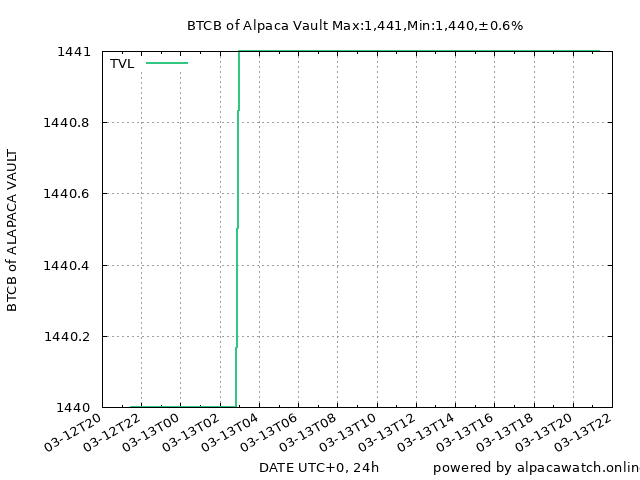 BTCB of Alpaca Vault Max:1,441,Min:1,440,±0.6%
TVL
1441
1440.8
1440.6
1440.4
1440.2
1440
BTCB of ALAPACA VAULT
03-12T20
03-12T22
03-13T00
03-13T02
03-13T04
03-13T06
03-13T08
03-13T10
03-13T12
03-13T14
03-13T16
03-13T18
03-13T20
03-13T22
DATE UTC+0, 24h
powered by alpacawatch.onlin